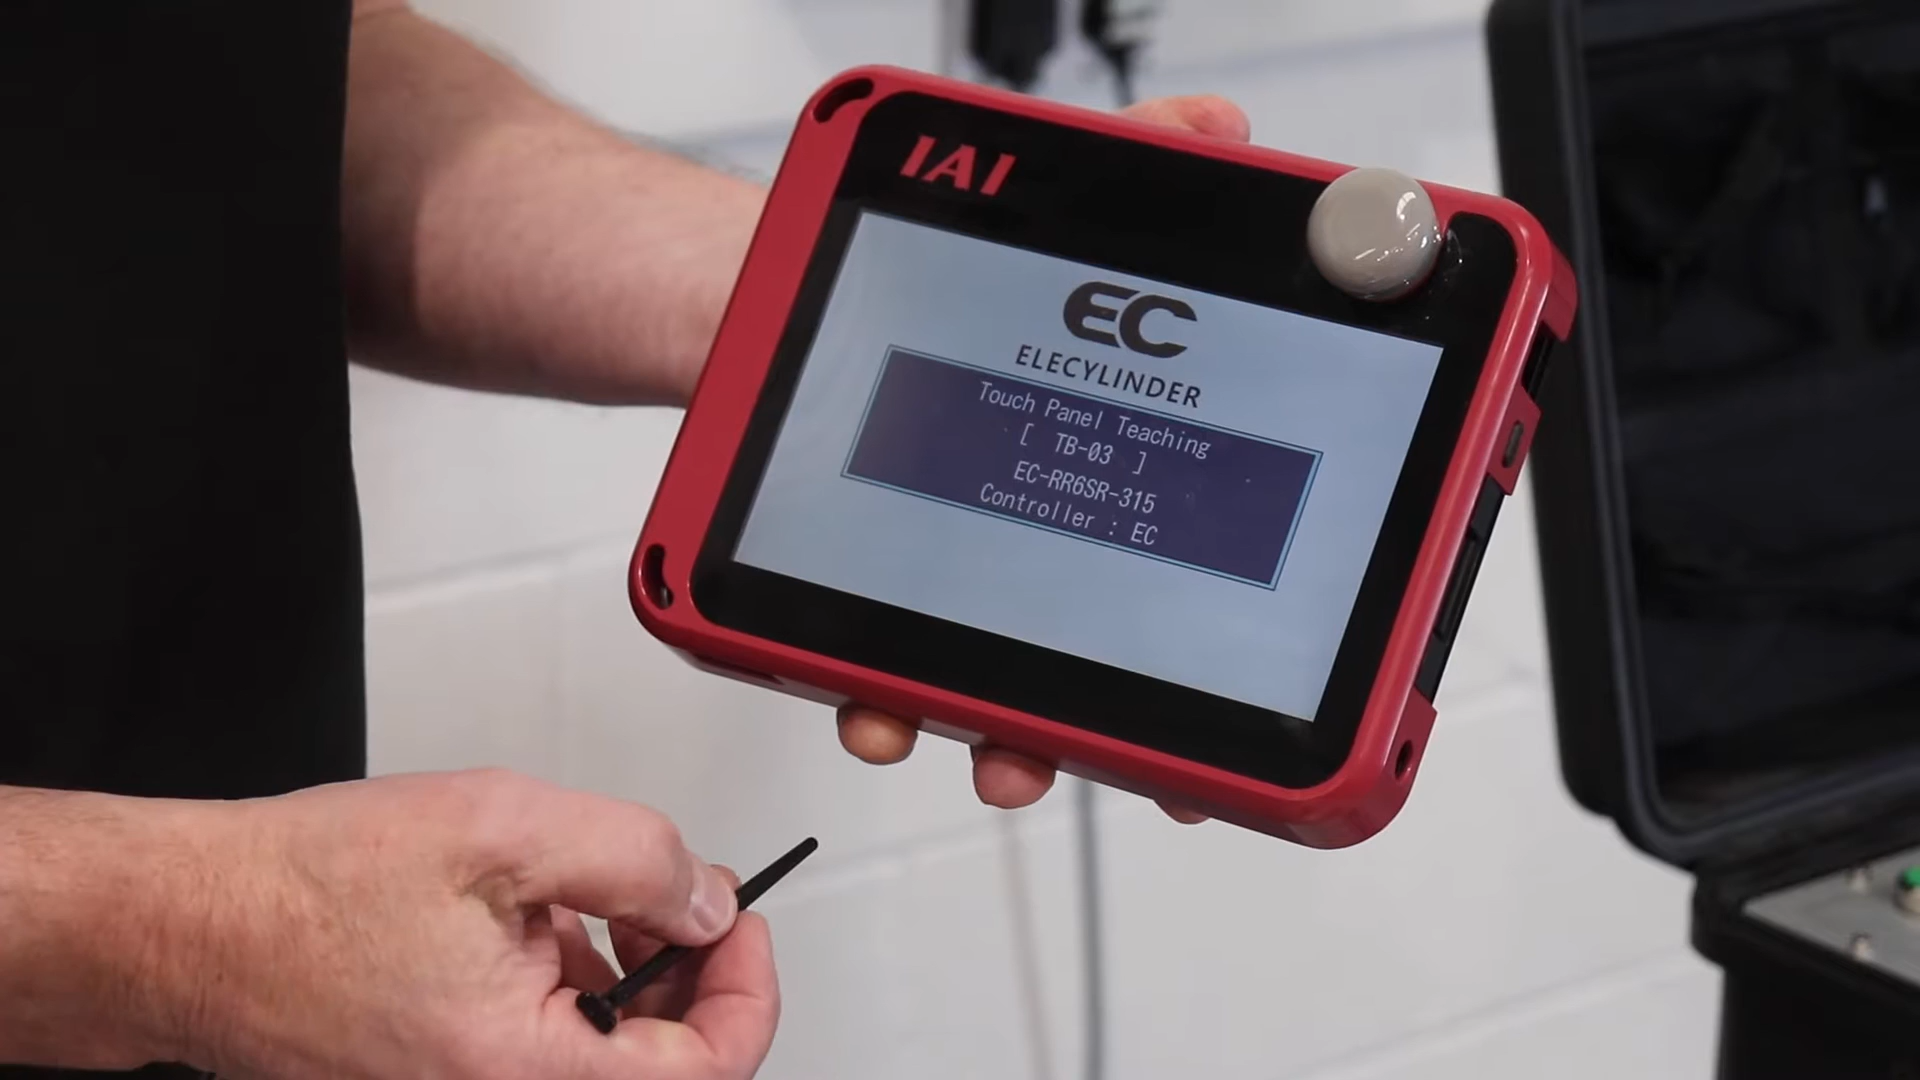 IAI
EC
ELECYLINDER
Touch Panel Teaching
[ TB-03 ]
EC-RR6SR-315
Controller : EC